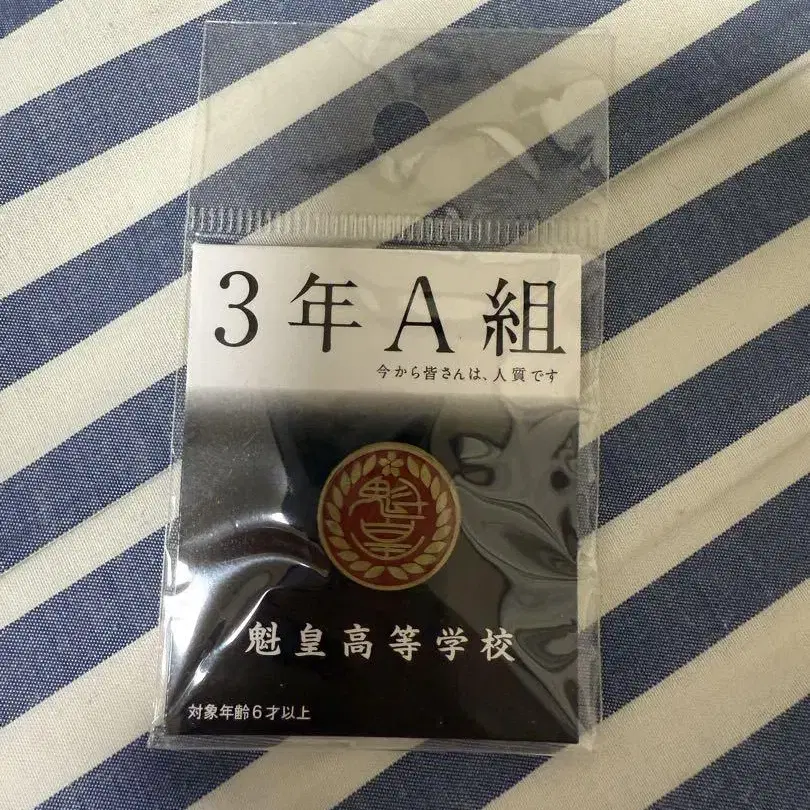 3年A組
今から皆さんは、人質です
魁皇
魁皇高等学校
対象年齢6才以上